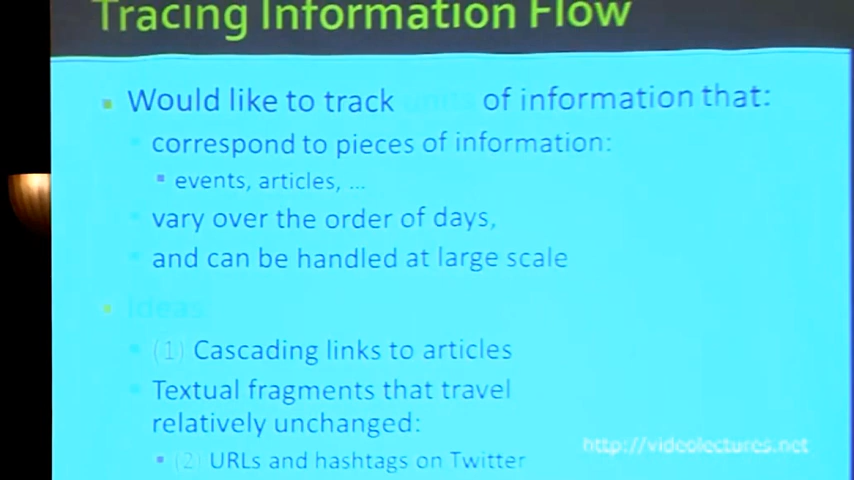 Tracing Information Flow
Would like to track units of information that:
correspond to pieces of information:
events, articles, ...
vary over the order of days,
and can be handled at large scale
Ideas
(1) Cascading links to articles
Textual fragments that travel
relatively unchanged:
(2) URLs and hashtags on Twitter
http://videolectures.net